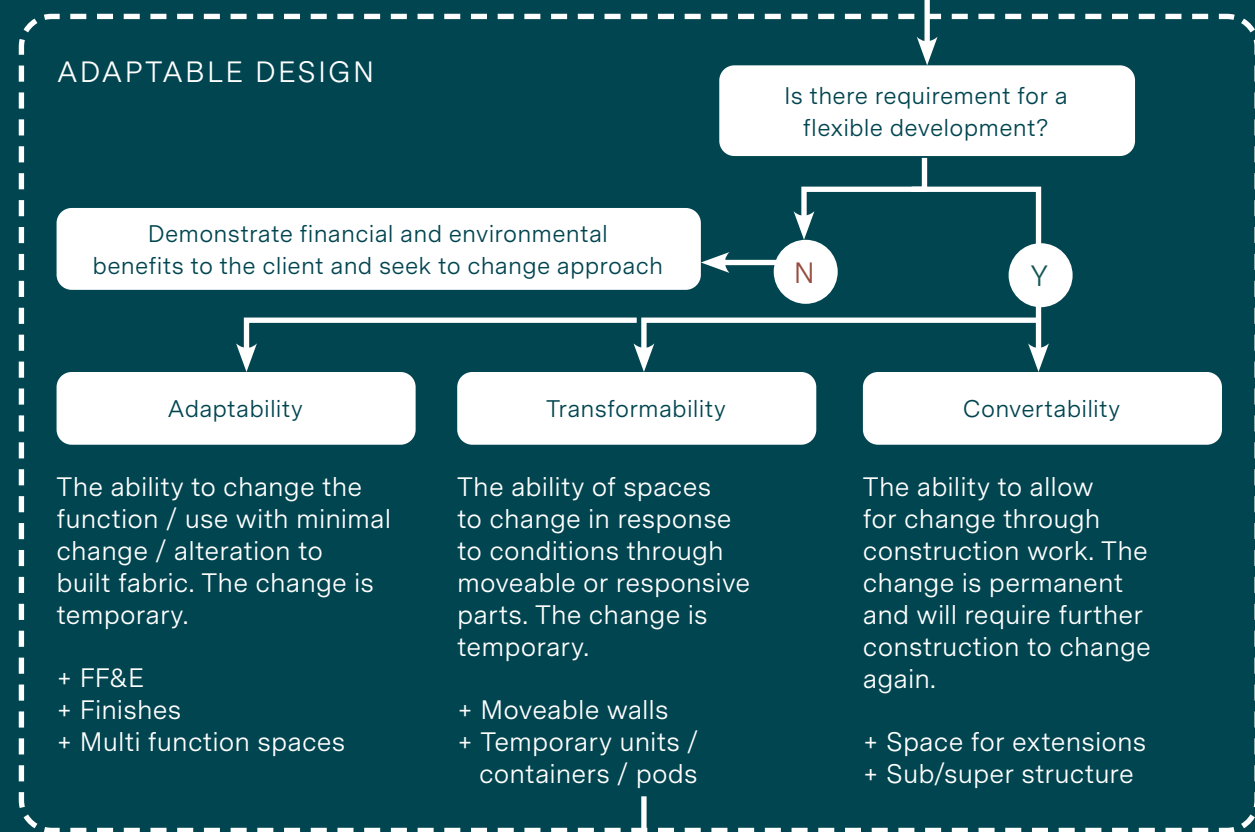 ADAPTABLE DESIGN
Is there requirement for a
flexible development?
Demonstrate financial and environmental
benefits to the client and seek to change approach
N
Y
Adaptability
The ability to change the
function / use with minimal
change / alteration to
built fabric. The change is
temporary.
+ FF&E
+ Finishes
+ Multi function spaces
Transformability
The ability of spaces
to change in response
to conditions through
moveable or responsive
parts. The change is
temporary.
+ Moveable walls
+ Temporary units /
containers / pods
Convertability
The ability to allow
for change through
construction work. The
change is permanent
and will require further
construction to change
again.
+ Space for extensions
+ Sub/super structure